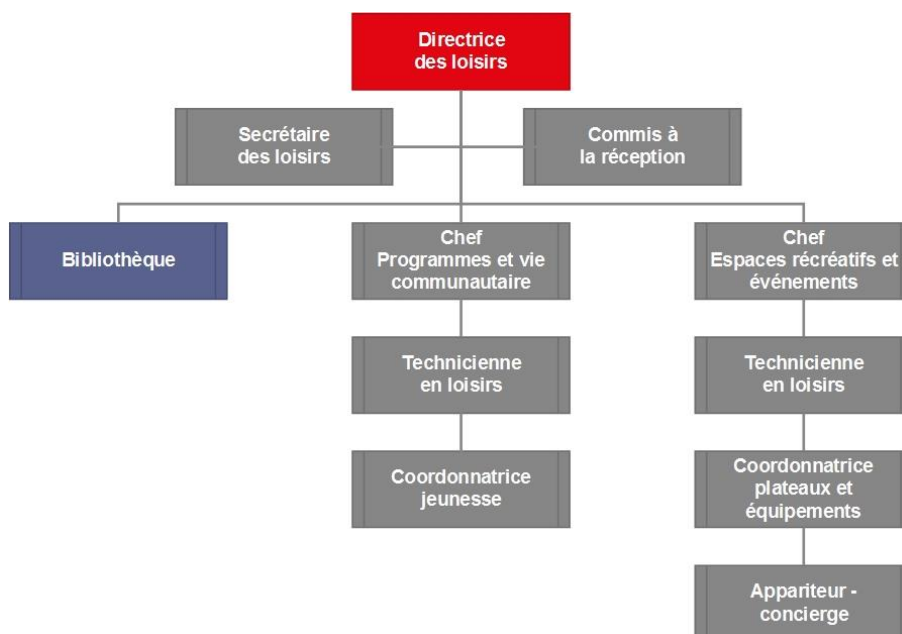 Directrice
des loisirs
Secrétaire
des loisirs
Commis à
la réception
Bibliothèque
Chef
Programmes et vie
communautaire
Chef
Espaces récréatifs et
événements
Technicienne
en loisirs
Technicienne
en loisirs
Coordonnatrice
jeunesse
Coordonnatrice
plateaux et
équipements
Appariteur -
concierge